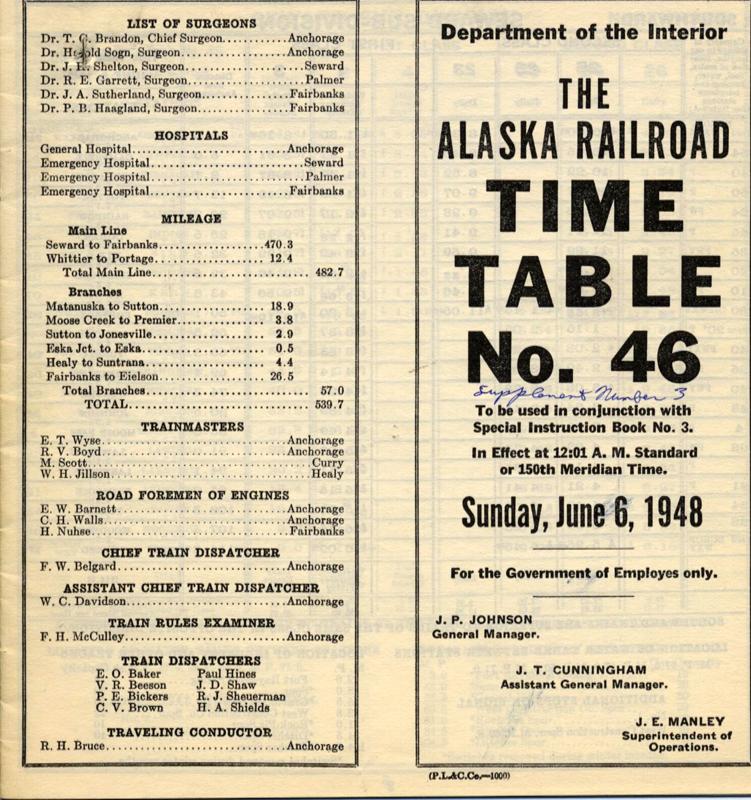 LIST OF SURGEONS
Dr. T. G. Brandon, Chief Surgeon....Anchorage
Dr. Harold Sogn, Surgeon....Anchorage
Dr. J. Shelton, Surgeon....Seward
Dr. R. E. Garrett, Surgeon....Palmer
Dr. J. A. Sutherland, Surgeon....Fairbanks
Dr. P. B. Haagland, Surgeon....Fairbanks
HOSPITALS
General Hospital....Anchorage
Emergency Hospital....Seward
Emergency Hospital....Palmer
Emergency Hospital....Fairbanks
MILEAGE
Main Line
Seward to Fairbanks....470.3
Whittier to Portage....12.4
Total Main Line....482.7
Branches
Matanuska to Sutton....18.9
Moose Creek to Premier....3.8
Sutton to Jonesville....2.9
Eska Jct. to Eska....0.5
Healy to Suntrana....4.4
Fairbanks to Eielson....26.5
Total Branches....57.0
TOTAL....539.7
TRAINMASTERS
E. T. Wyse....Anchorage
R. V. Boyd....Anchorage
M. Scott....Curry
W. H. Jillson....Healy
ROAD FOREMEN OF ENGINES
E. W. Barnett....Anchorage
C. H. Walls....Anchorage
H. Nuhse....Fairbanks
CHIEF TRAIN DISPATCHER
F. W. Belgard....Anchorage
ASSISTANT CHIEF TRAIN DISPATCHER
W. C. Davidson....Anchorage
TRAIN RULES EXAMINER
F. H. McCulley....Anchorage
TRAIN DISPATCHERS
E. O. Baker Paul Hines
V. R. Beeson J. D. Shaw
P. E. Bickers R. J. Sheuerman
C. V. Brown H. A. Shields
TRAVELING CONDUCTOR
R. H. Bruce....Anchorage
Department of the Interior
THE
ALASKA RAILROAD
TIME
TABLE
No. 46
Supplement Number 3
To be used in conjunction with
Special Instruction Book No. 3.
In Effect at 12:01 A. M. Standard
or 150th Meridian Time.
Sunday, June 6, 1948
For the Government of Employes only.
J. P. JOHNSON
General Manager.
J. T. CUNNINGHAM
Assistant General Manager.
J. E. MANLEY
Superintendent of
Operations.
(P.L.&C.Co.—1000)